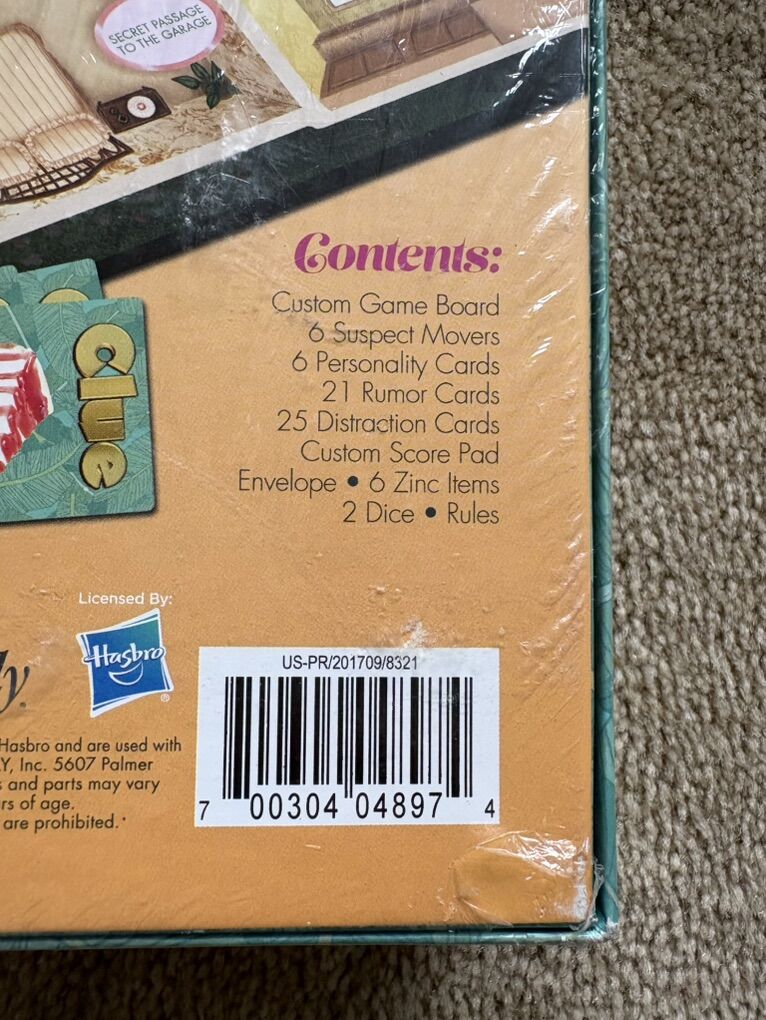 SECRET PASSAGE
TO THE GARAGE
Contents:
Custom Game Board
6 Suspect Movers
6 Personality Cards
21 Rumor Cards
25 Distraction Cards
Custom Score Pad
Envelope • 6 Zinc Items
2 Dice • Rules
Clue
Licensed By:
Hasbro
®
Hasbro and are used with
Y, Inc. 5607 Palmer
s and parts may vary
rs of age.
are prohibited.
US-PR/201709/8321
7 00304 04897 4